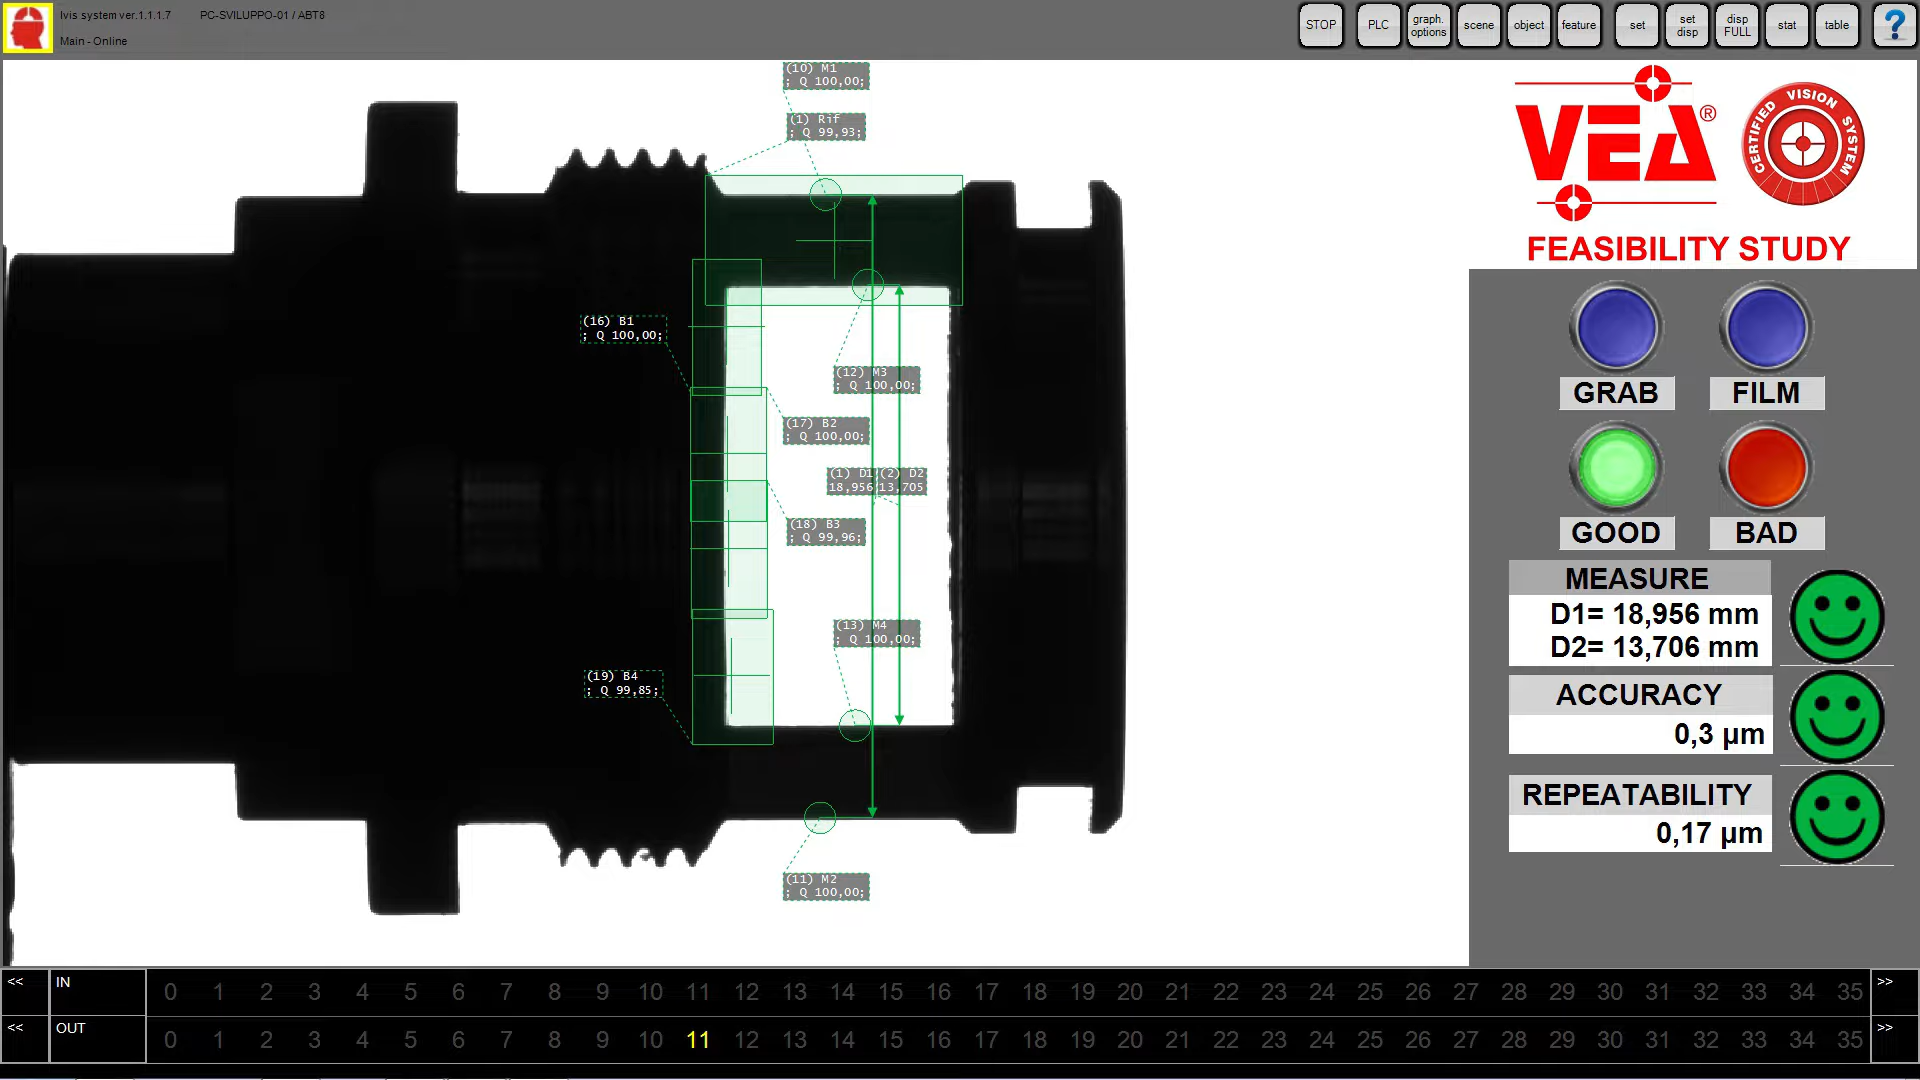 Ivis system ver.1.1.1.7 PC-SVILUPPO-01 / ABT8
Main - Online
STOP
PLC
graph.
options
scene
object
feature
set
set
disp
disp
FULL
stat
table
?
(10) M1
; Q 100,00;
(1) Rif
; Q 99,93;
(16) B1
; Q 100,00;
(12) M3
; Q 100,00;
(17) B2
; Q 100,00;
(1) D1
18,956
(2) D2
13,705
(18) B3
; Q 99,96;
(13) M4
; Q 100,00;
(19) B4
; Q 99,85;
(11) M2
; Q 100,00;
VEA®
CERTIFIED VISION SYSTEM
FEASIBILITY STUDY
GRAB
FILM
GOOD
BAD
MEASURE
D1= 18,956 mm
D2= 13,706 mm
ACCURACY
0,3 µm
REPEATABILITY
0,17 µm
<< IN 0 1 2 3 4 5 6 7 8 9 10 11 12 13 14 15 16 17 18 19 20 21 22 23 24 25 26 27 28 29 30 31 32 33 34 35 >>
<< OUT 0 1 2 3 4 5 6 7 8 9 10 11 12 13 14 15 16 17 18 19 20 21 22 23 24 25 26 27 28 29 30 31 32 33 34 35 >>